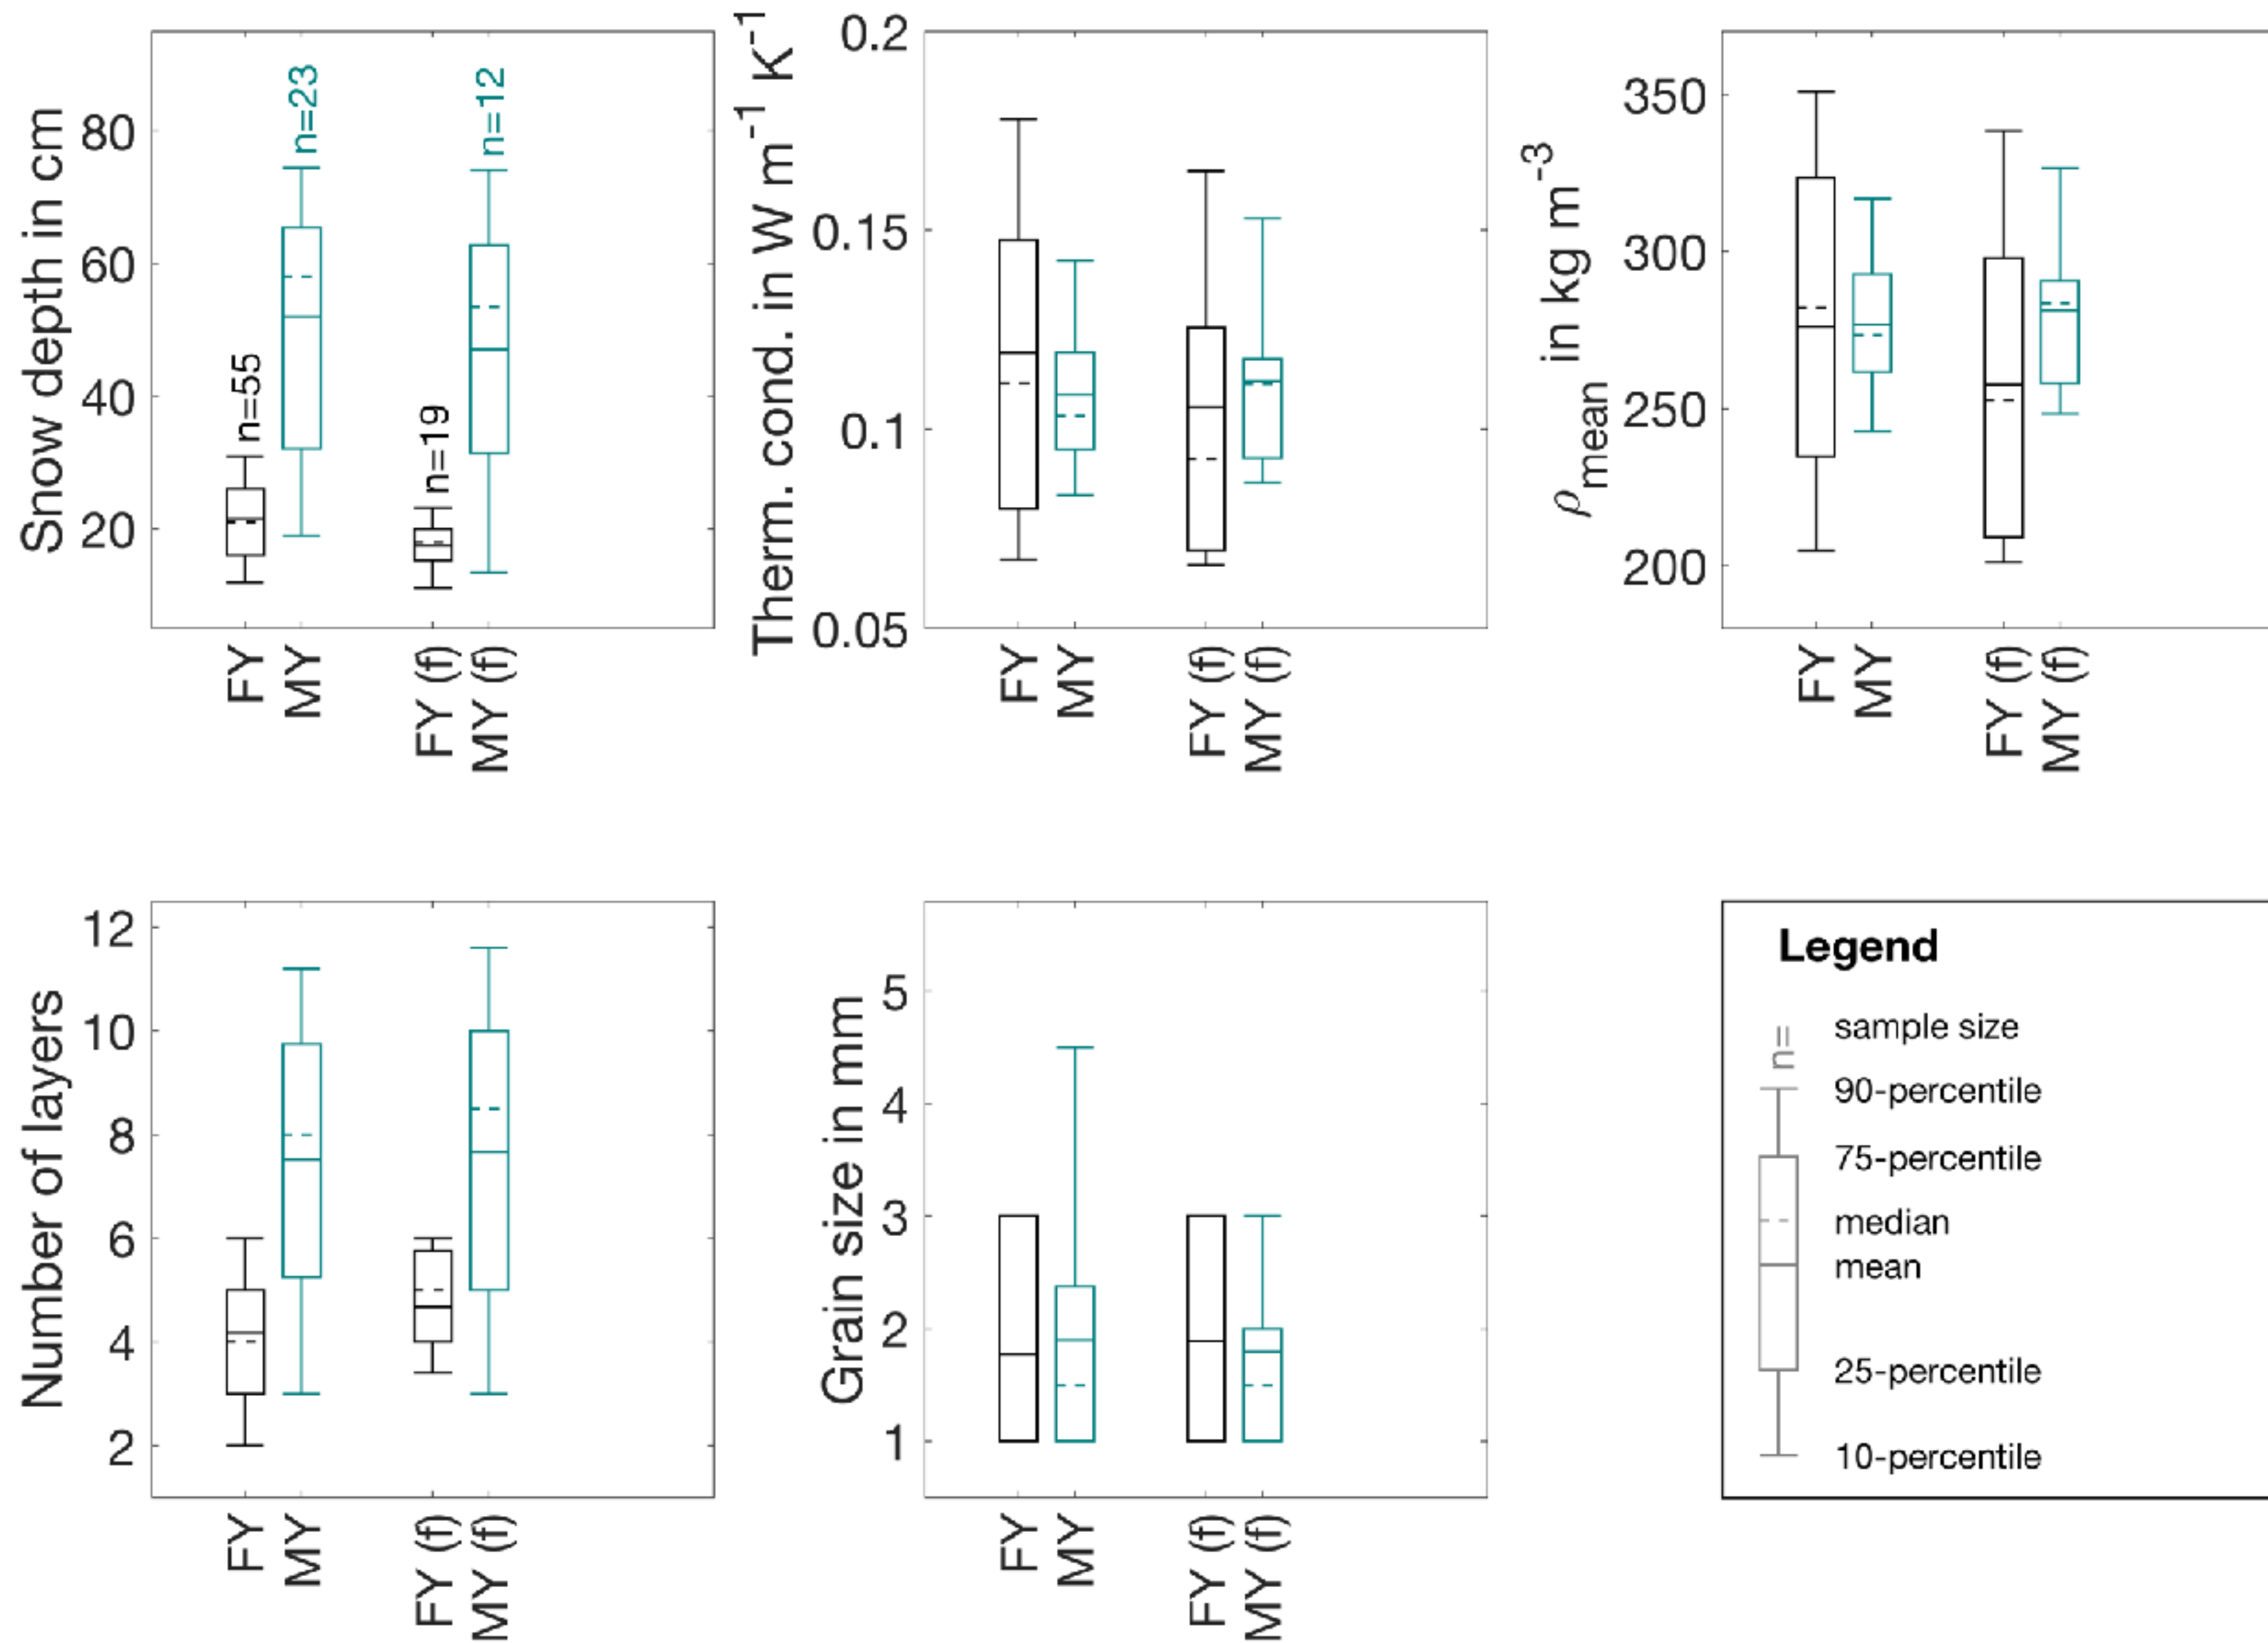 Snow depth in cm
80
60
40
20
n=55
n=23
n=19
n=12
FY
MY
FY (f)
MY (f)
Therm. cond. in W m⁻¹ K⁻¹
0.2
0.15
0.1
0.05
FY
MY
FY (f)
MY (f)
ρmean in kg m⁻³
350
300
250
200
FY
MY
FY (f)
MY (f)
Number of layers
12
10
8
6
4
2
FY
MY
FY (f)
MY (f)
Grain size in mm
5
4
3
2
1
FY
MY
FY (f)
MY (f)
Legend
n= sample size
90-percentile
75-percentile
median
mean
25-percentile
10-percentile